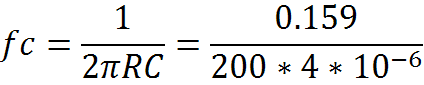 fc = 1 / 2πRC = 0.159 / 200 * 4 * 10⁻⁶